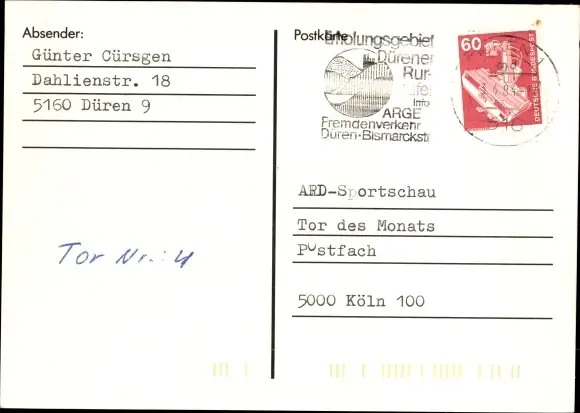 Absender:
Günter Cürsgen
Dahlienstr. 18
5160 Düren 9
Tor Nr.: 4
Postkarte
Erholungsgebiet
Dürener
Rur-
Info
ARGE
Fremdenverkehr
Düren·Bismarckstr
60
DEUTSCHE BUNDESPOST
ARD-Sportschau
Tor des Monats
Postfach
5000 Köln 100